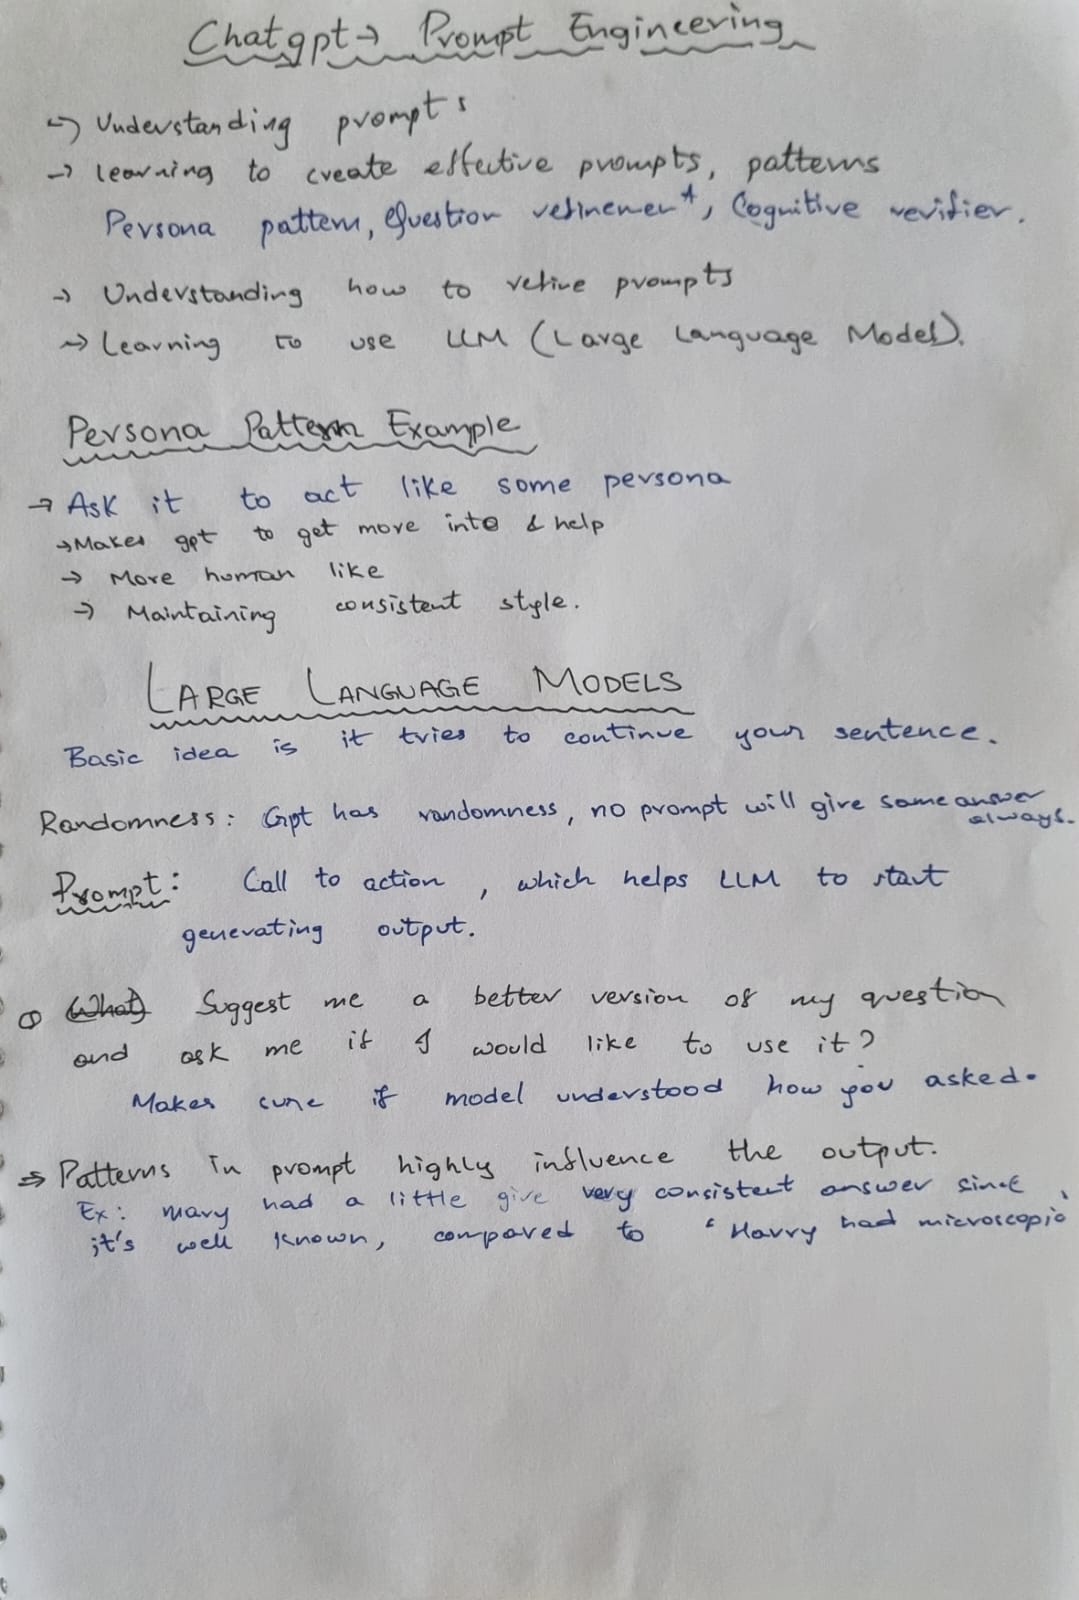 Chatgpt → Prompt Engineering
→ Understanding prompts
→ learning to create effective prompts, patterns
Persona pattern, Question refinement, Cognitive verifier.
→ Understanding how to refine prompts
→ Learning to use LLM (Large Language Model).
Persona Pattern Example
→ Ask it to act like some persona
→ Makes gpt to get more into & help
→ More human like
→ Maintaining consistent style.
LARGE LANGUAGE MODELS
Basic idea is it tries to continue your sentence.
Randomness: Gpt has randomness, no prompt will give same answer
always.
Prompt: Call to action, which helps LLM to start
generating output.
(What) Suggest me a better version of my question
and ask me if I would like to use it?
Makes sure if model understood how you asked.
⇒ Patterns in prompt highly influence the output.
Ex: mary had a little give very consistent answer since
it's well known, compared to 'Harry had microscopic